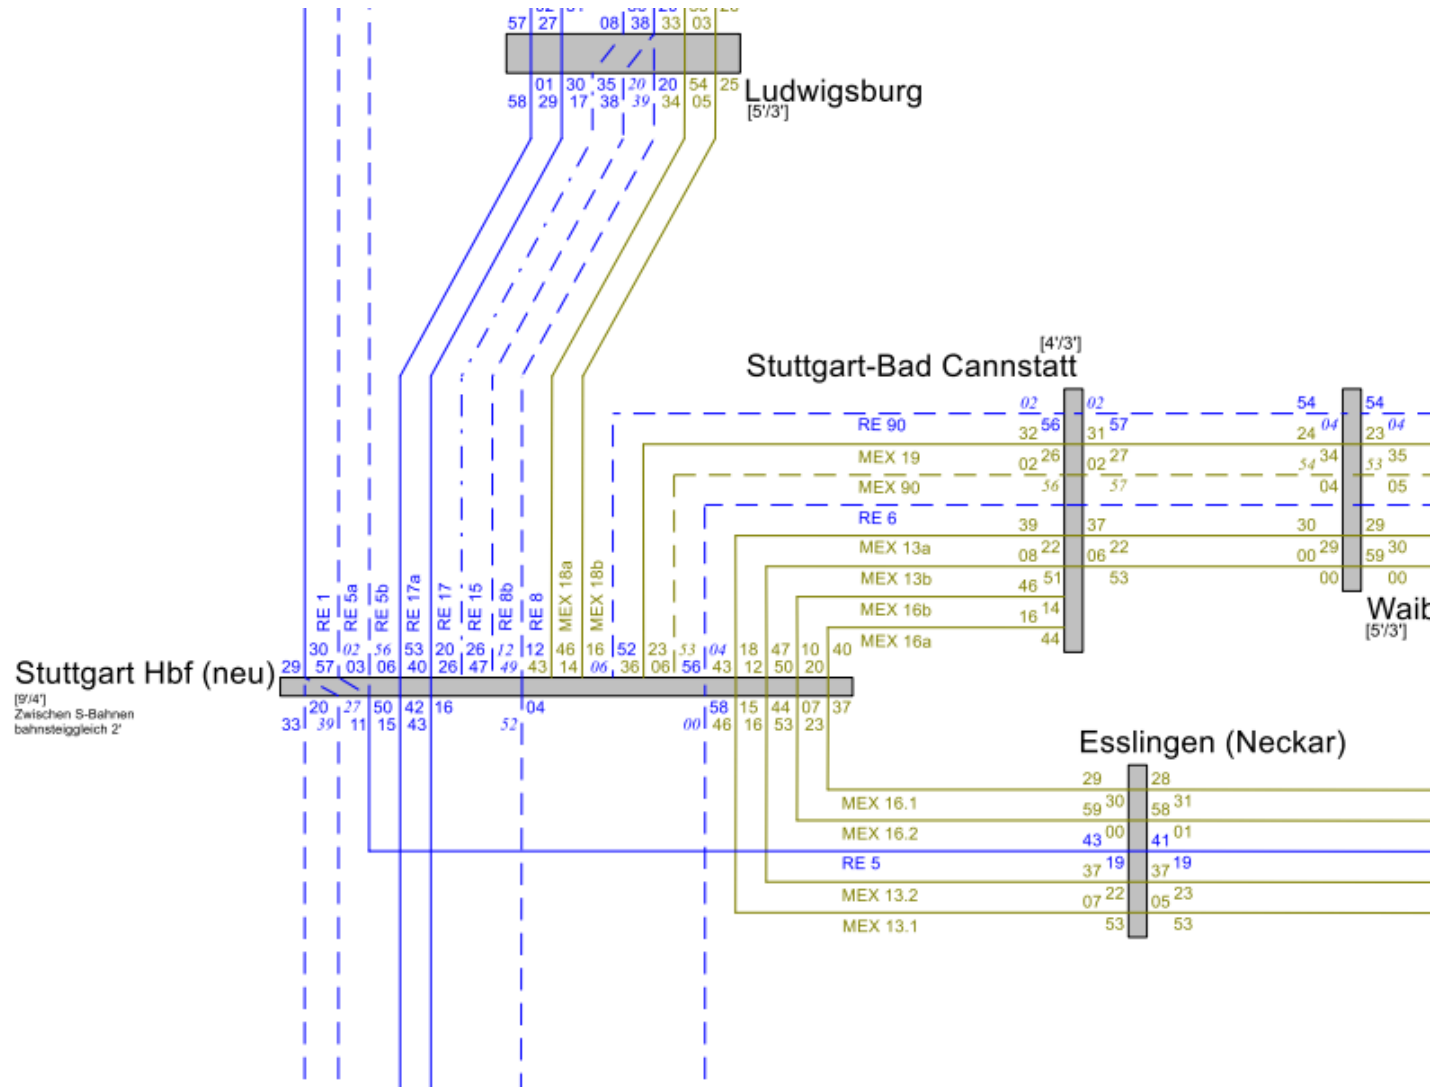 57 27 08 38 33 03
01 30 35 20 20 54 25
58 29 17 38 39 34 05
Ludwigsburg
[5'/3']
[4'/3']
Stuttgart-Bad Cannstatt
02 02 54 54
RE 90 56 57 04 04
32 31 24 23
MEX 19 26 27 34 35
02 02 54 53
MEX 90 56 57 04 05
RE 6
39 37 30 29
MEX 13a 22 22 29 30
08 06 00 59
MEX 13b 51 53 00 00
46
MEX 16b 14
16
MEX 16a 44
Waib
[5'/3']
RE 1
RE 5a
RE 5b
RE 17a
RE 17
RE 15
RE 8b
RE 8
MEX 18a
MEX 18b
30 02 56 53 20 26 12 12 46 16 52 23 53 04 18 47 10 40
29 57 03 06 40 26 47 49 43 14 06 36 06 56 43 12 50 20
Stuttgart Hbf (neu)
[9'/4']
Zwischen S-Bahnen
bahnsteiggleich 2'
20 27 50 42 16 04 58 15 44 07 37
33 39 11 15 43 52 00 46 16 53 23
Esslingen (Neckar)
29 28
MEX 16.1 30 31
59 58
MEX 16.2 00 01
43 41
RE 5 19 19
37 37
MEX 13.2 22 23
07 05
MEX 13.1 53 53